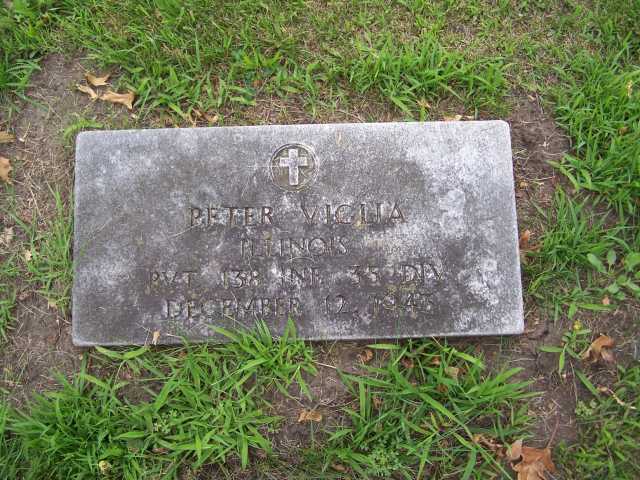 PETER VIGLIA
ILLINOIS
PVT 138 INF 35 DIV
DECEMBER 12, 1943